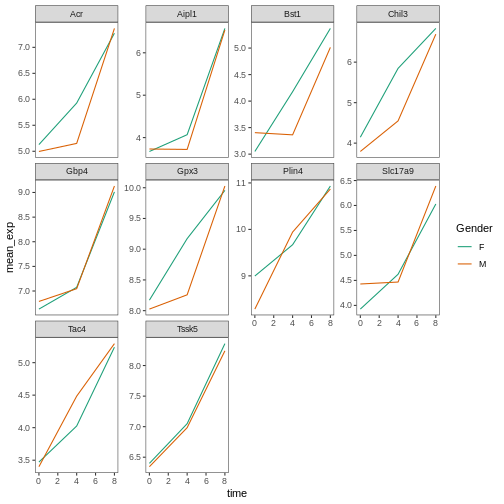 Acr
Aipl1
Bst1
Chil3
7.0
6.5
6.0
5.5
5.0
6
5
4
5.0
4.5
4.0
3.5
3.0
6
5
4
Gbp4
Gpx3
Plin4
Slc17a9
9.0
8.5
8.0
7.5
7.0
10.0
9.5
9.0
8.5
8.0
11
10
9
6.5
6.0
5.5
5.0
4.5
4.0
0 2 4 6 8
0 2 4 6 8
Tac4
Tssk5
5.0
4.5
4.0
3.5
8.0
7.5
7.0
6.5
0 2 4 6 8
0 2 4 6 8
mean_exp
time
Gender
F
M